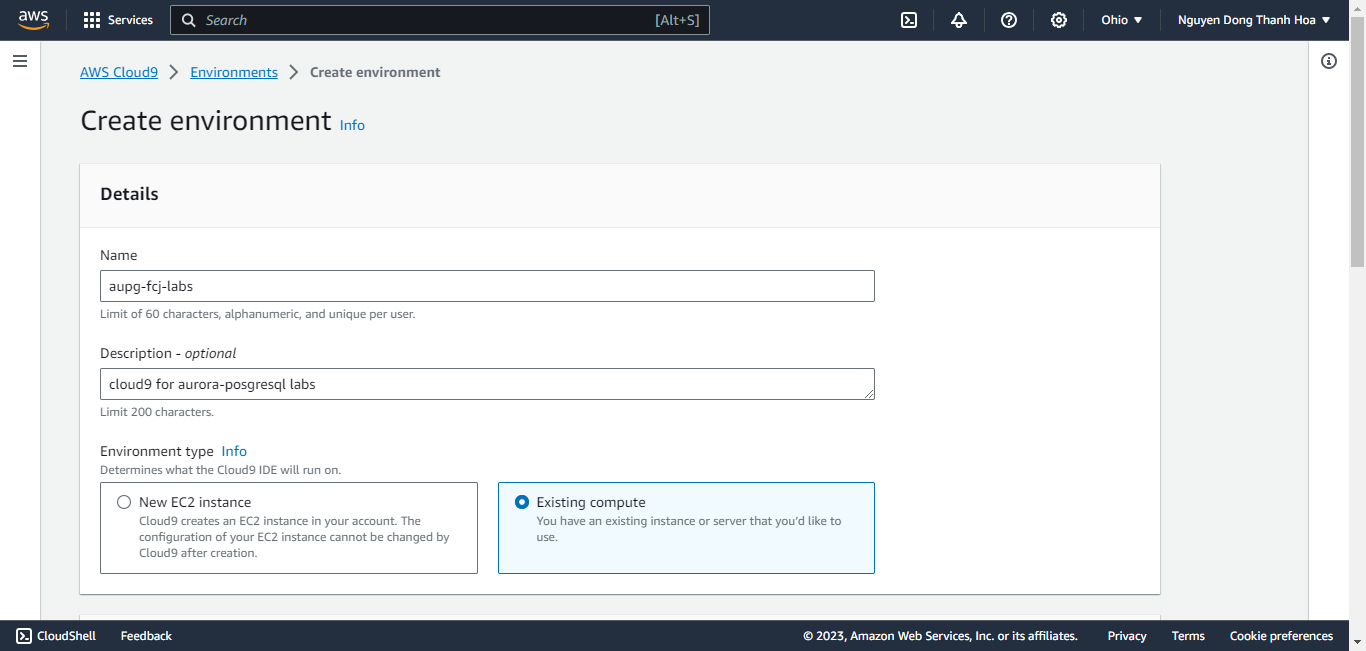 aws Services Search [Alt+S] Ohio ▼ Nguyen Dong Thanh Hoa ▼
AWS Cloud9 > Environments > Create environment
Create environment Info
Details
Name
aupg-fcj-labs
Limit of 60 characters, alphanumeric, and unique per user.
Description - optional
cloud9 for aurora-posgresql labs
Limit 200 characters.
Environment type Info
Determines what the Cloud9 IDE will run on.
New EC2 instance
Cloud9 creates an EC2 instance in your account. The
configuration of your EC2 instance cannot be changed by
Cloud9 after creation.
Existing compute
You have an existing instance or server that you'd like to
use.
CloudShell Feedback © 2023, Amazon Web Services, Inc. or its affiliates. Privacy Terms Cookie preferences